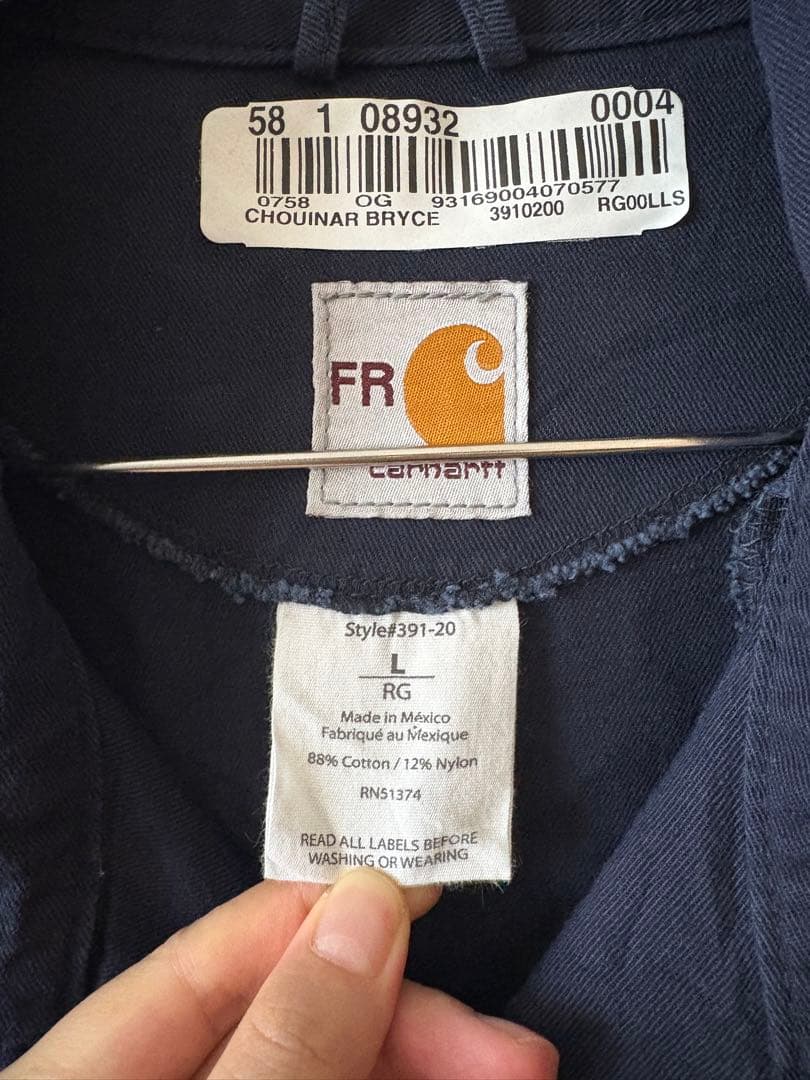 58 1 08932 0004
0758 OG 93169004070577
CHOUINAR BRYCE 3910200 RG00LLS
FR
carhartt
Style#391-20
L
RG
Made in México
Fabriqué au Mexique
88% Cotton / 12% Nylon
RN51374
READ ALL LABELS BEFORE
WASHING OR WEARING